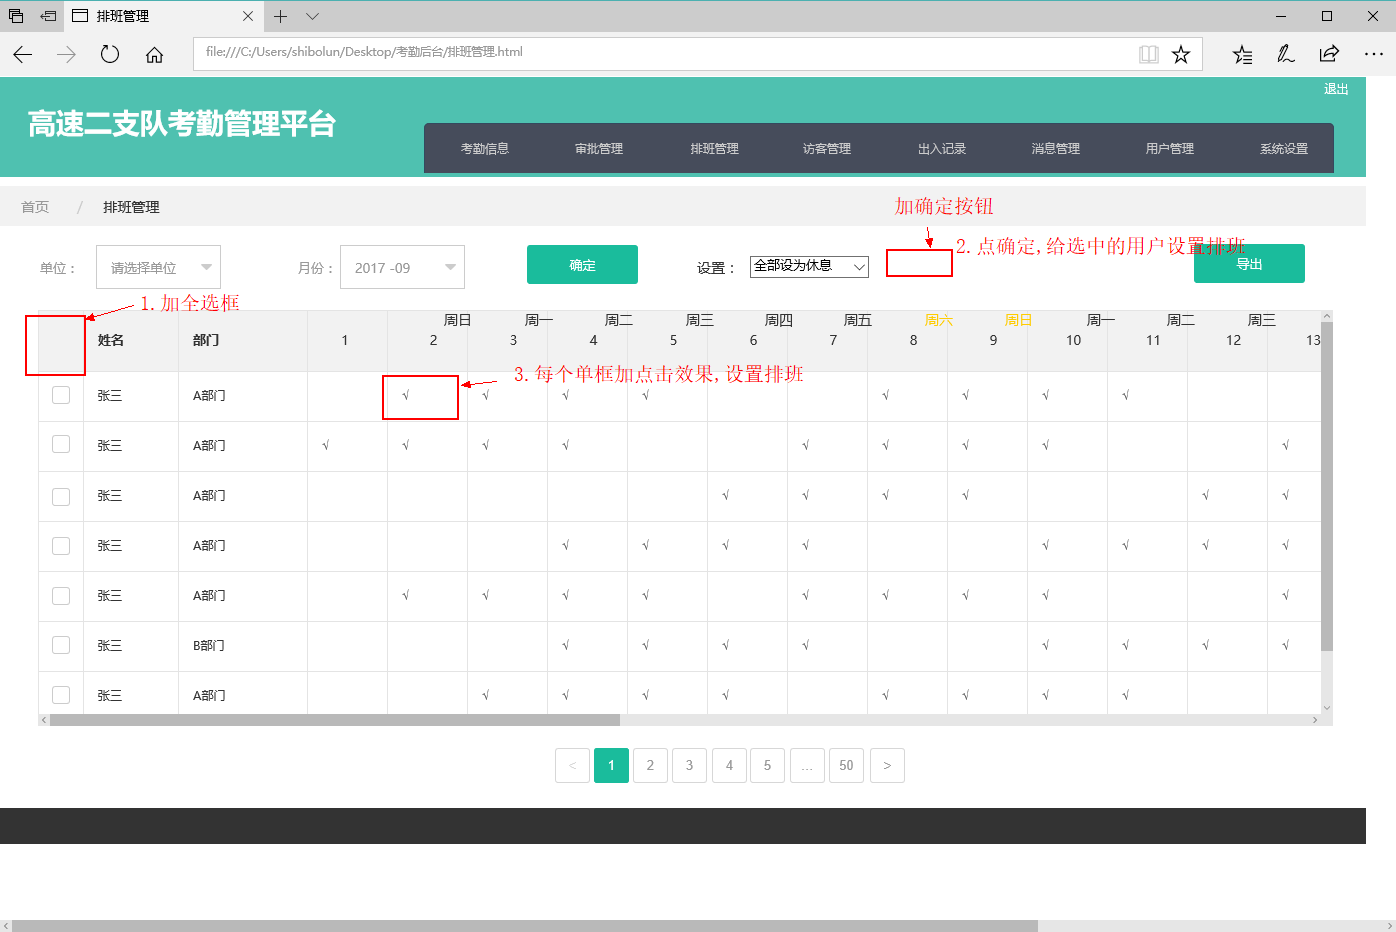 排班管理
file:///C:/Users/shibolun/Desktop/考勤后台/排班管理.html
退出
高速二支队考勤管理平台
考勤信息 审批管理 排班管理 访客管理 出入记录 消息管理 用户管理 系统设置
首页 / 排班管理
加确定按钮
2.点确定,给选中的用户设置排班
单位： 请选择单位 月份： 2017 -09 确定 设置： 全部设为休息 导出
1.加全选框
周日 周一 周二 周三 周四 周五 周六 周日 周一 周二 周三
姓名 部门 1 2 3 4 5 6 7 8 9 10 11 12 13
3.每个单框加点击效果,设置排班
张三 A部门 √ √ √ √ √ √ √ √
张三 A部门 √ √ √ √ √ √ √ √ √
张三 A部门 √ √ √ √ √ √
张三 A部门 √ √ √ √ √ √ √ √
张三 A部门 √ √ √ √ √ √ √ √ √
张三 B部门 √ √ √ √ √ √ √ √
张三 A部门 √ √ √ √ √ √ √ √
< 1 2 3 4 5 ... 50 >